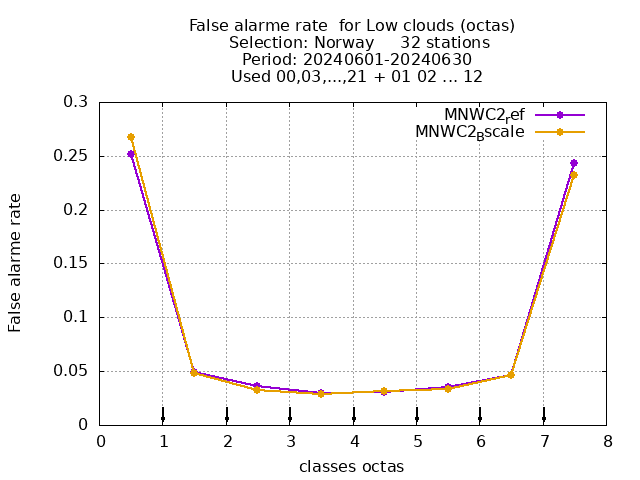 False alarme rate  for Low clouds (octas)
Selection: Norway     32 stations
Period: 20240601-20240630
Used 00,03,...,21 + 01 02 ... 12
MNWC2ref
MNWC2Bscale
False alarme rate
0.3
0.25
0.2
0.15
0.1
0.05
0
0 1 2 3 4 5 6 7 8
classes octas